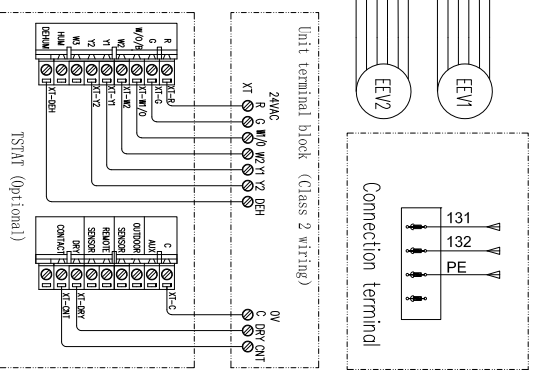 DEHUM
HUM
W3
Y2
Y1
W2
W/O/B
G
R
XT-DEH
XT-Y2
XT-Y1
XT-W2
XT-W1/O
XT-G
XT-R
TSTAT (Optional)
CONTACT
DRY
SENSOR
REMOTE
SENSOR
OUTDOOR
AUX
C
XT-CNT
XT-DRY
XT-C
Unit terminal block (Class 2 wiring)
24VAC
XT
R
G
W1/O
W2
Y1
Y2
DEH
0V
C
DRY
CNT
EEV2
EEV1
Connection terminal
131
132
PE